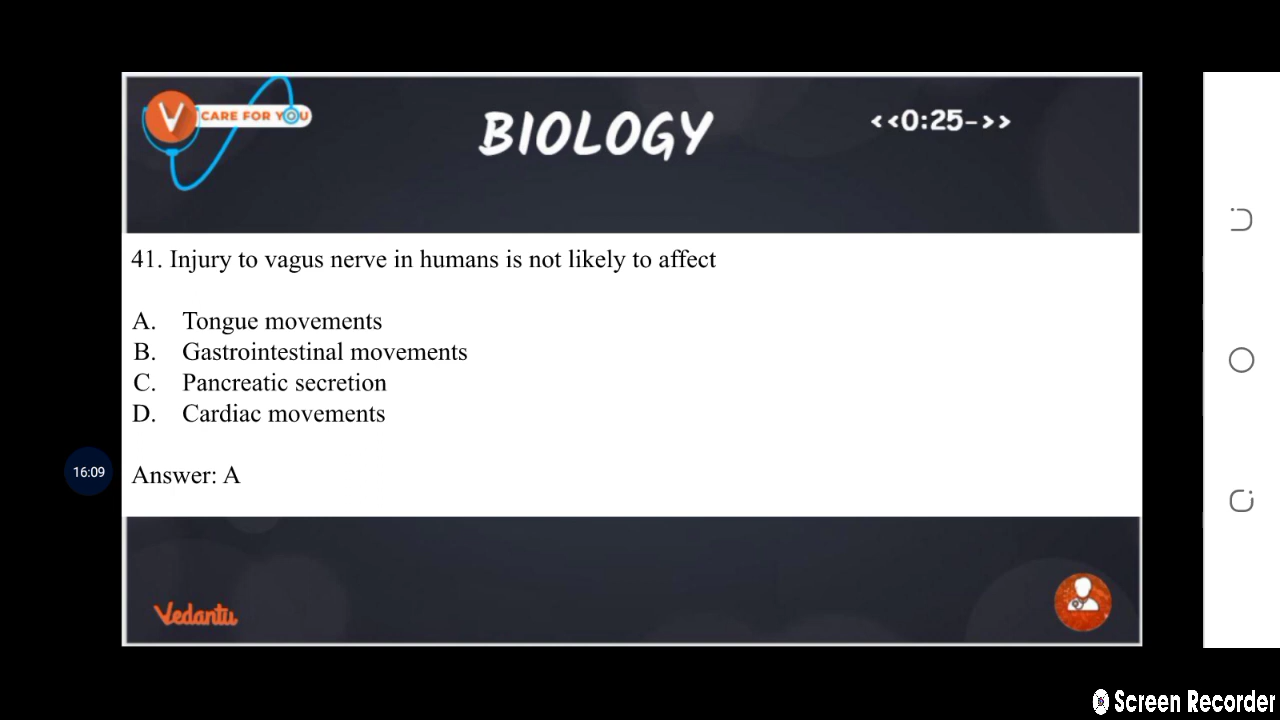 V CARE FOR YOU
BIOLOGY
<<0:25->>
41. Injury to vagus nerve in humans is not likely to affect
A. Tongue movements
B. Gastrointestinal movements
C. Pancreatic secretion
D. Cardiac movements
16:09
Answer: A
Vedantu
Screen Recorder